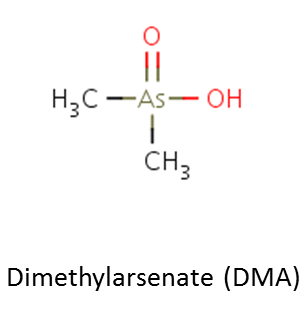 O
H₃C As OH
CH₃
Dimethylarsenate (DMA)